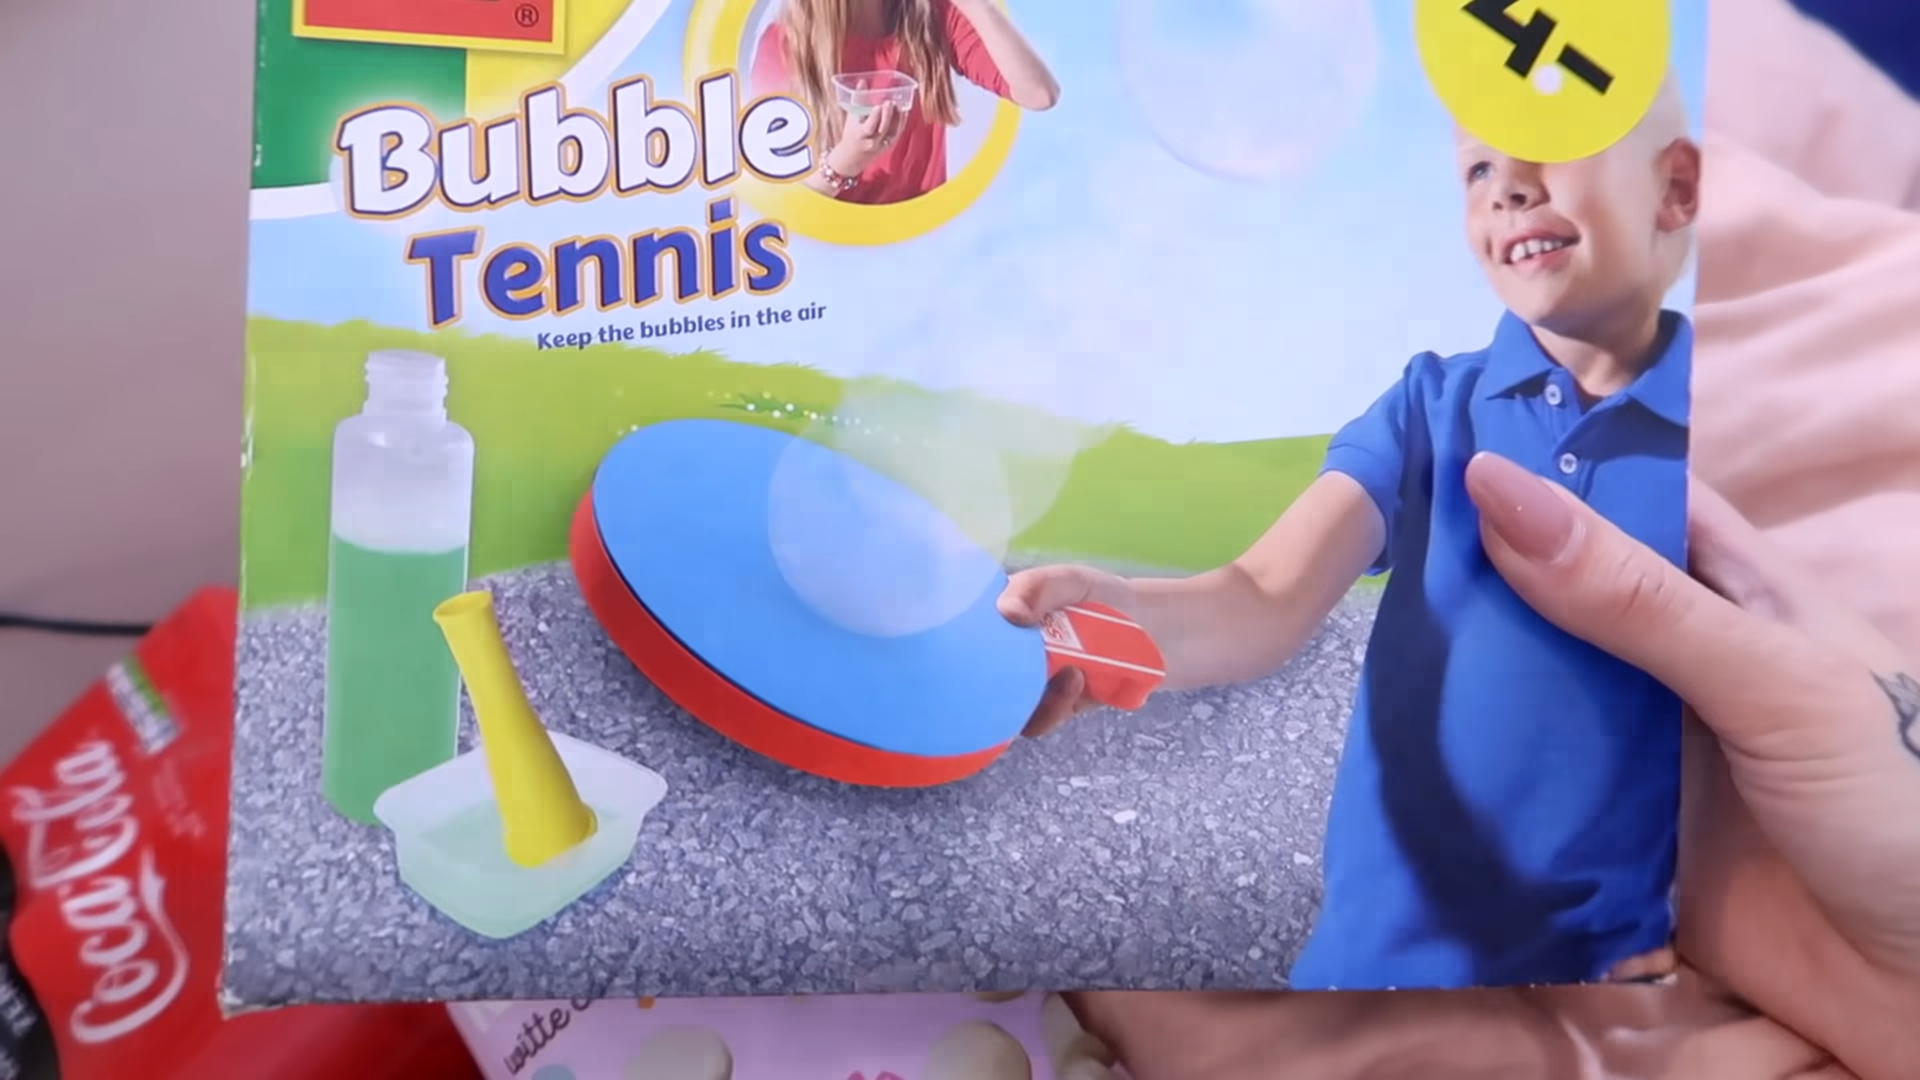 ®
4.-
Bubble
Tennis
Keep the bubbles in the air
Coca-Cola
witte